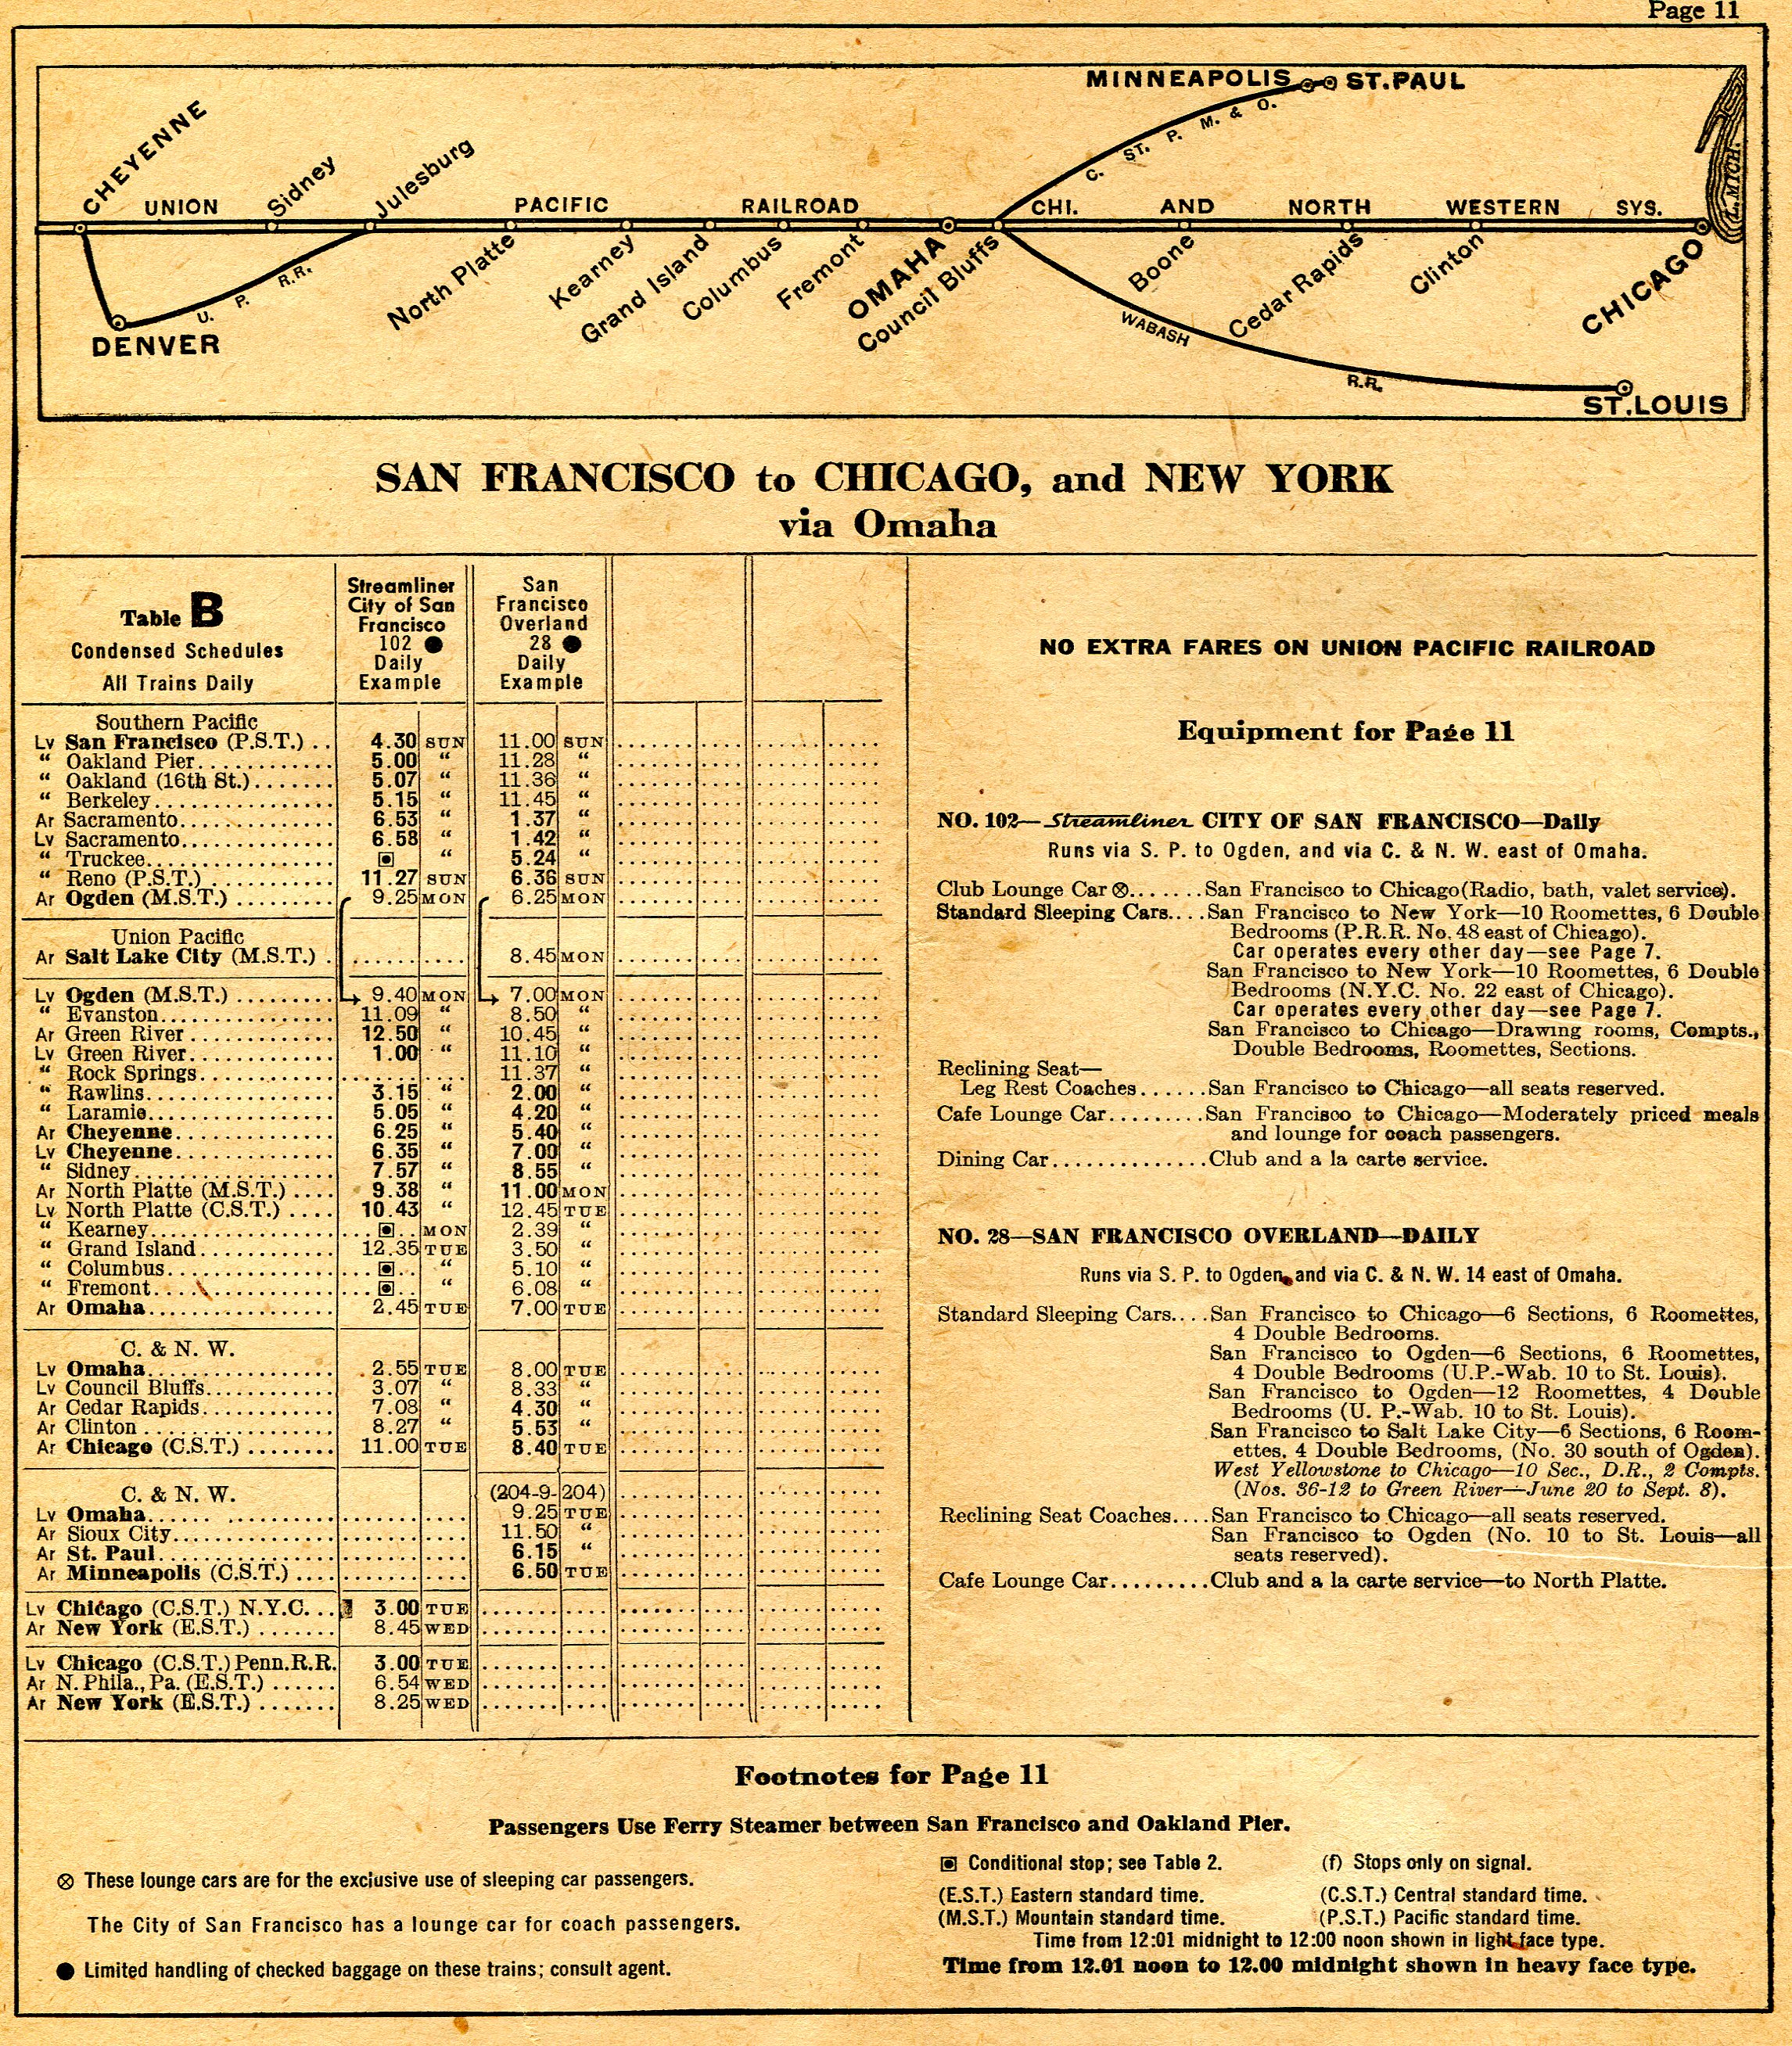 Page 11
MINNEAPOLIS ST. PAUL
C. ST. P. M. & O.
CHEYENNE
Sidney
Julesburg
L. MICH.
UNION PACIFIC RAILROAD CHI. AND NORTH WESTERN SYS.
North Platte
Kearney
Grand Island
Columbus
Fremont
OMAHA
Council Bluffs
Boone
Cedar Rapids
Clinton
CHICAGO
U. P. R.R.
DENVER
WABASH R.R.
ST. LOUIS
SAN FRANCISCO to CHICAGO, and NEW YORK
via Omaha
Table B
Condensed Schedules
All Trains Daily
Streamliner
City of San
Francisco
102 ●
Daily
Example
San
Francisco
Overland
28 ●
Daily
Example
Southern Pacific
Lv San Francisco (P.S.T.) .. 4.30 SUN 11.00 SUN
“ Oakland Pier............ 5.00 “ 11.28 “
“ Oakland (16th St.)....... 5.07 “ 11.36 “
“ Berkeley................ 5.15 “ 11.45 “
Ar Sacramento.............. 6.53 “ 1.37 “
Lv Sacramento.............. 6.58 “ 1.42 “
“ Truckee................. ▣ “ 5.24 “
“ Reno (P.S.T.) ........... 11.27 SUN 6.36 SUN
Ar Ogden (M.S.T.) ......... 9.25 MON 6.25 MON
Union Pacific
Ar Salt Lake City (M.S.T.) . .......... 8.45 MON
Lv Ogden (M.S.T.) ......... 9.40 MON 7.00 MON
“ Evanston................ 11.09 “ 8.50 “
Ar Green River............. 12.50 “ 10.45 “
Lv Green River............. 1.00 “ 11.10 “
“ Rock Springs............ .......... 11.37 “
“ Rawlins................. 3.15 “ 2.00 “
“ Laramie................. 5.05 “ 4.20 “
Ar Cheyenne............... 6.25 “ 5.40 “
Lv Cheyenne............... 6.35 “ 7.00 “
“ Sidney.................. 7.57 “ 8.55 “
Ar North Platte (M.S.T.) .... 9.38 “ 11.00 MON
Lv North Platte (C.S.T.) .... 10.43 “ 12.45 TUE
“ Kearney................. ▣ MON 2.39 “
“ Grand Island............ 12.35 TUE 3.50 “
“ Columbus................ ▣ “ 5.10 “
“ Fremont................. ▣ “ 6.08 “
Ar Omaha.................. 2.45 TUE 7.00 TUE
C. & N. W.
Lv Omaha.................. 2.55 TUE 8.00 TUE
Lv Council Bluffs........... 3.07 “ 8.33 “
Ar Cedar Rapids............ 7.08 “ 4.30 “
Ar Clinton................. 8.27 “ 5.53 “
Ar Chicago (C.S.T.) ........ 11.00 TUE 8.40 TUE
C. & N. W. (204-9-204)
Lv Omaha...... .......... 9.25 TUE
Ar Sioux City.............. 11.50 “
Ar St. Paul................ 6.15 “
Ar Minneapolis (C.S.T.) .... 6.50 TUE
Lv Chicago (C.S.T.) N.Y.C... 3.00 TUE
Ar New York (E.S.T.) ....... 8.45 WED
Lv Chicago (C.S.T.) Penn.R.R. 3.00 TUE
Ar N. Phila., Pa. (E.S.T.) ...... 6.54 WED
Ar New York (E.S.T.) ....... 8.25 WED
NO EXTRA FARES ON UNION PACIFIC RAILROAD
Equipment for Page 11
NO. 102—Streamliner CITY OF SAN FRANCISCO—Daily
Runs via S. P. to Ogden, and via C. & N. W. east of Omaha.
Club Lounge Car ⊗.......San Francisco to Chicago (Radio, bath, valet service).
Standard Sleeping Cars....San Francisco to New York—10 Roomettes, 6 Double
Bedrooms (P.R.R. No. 48 east of Chicago).
Car operates every other day—see Page 7.
San Francisco to New York—10 Roomettes, 6 Double
Bedrooms (N.Y.C. No. 22 east of Chicago).
Car operates every other day—see Page 7.
San Francisco to Chicago—Drawing rooms, Compts.,
Double Bedrooms, Roomettes, Sections.
Reclining Seat—
Leg Rest Coaches......San Francisco to Chicago—all seats reserved.
Cafe Lounge Car.........San Francisco to Chicago—Moderately priced meals
and lounge for coach passengers.
Dining Car..............Club and a la carte service.
NO. 28—SAN FRANCISCO OVERLAND—DAILY
Runs via S. P. to Ogden, and via C. & N. W. 14 east of Omaha.
Standard Sleeping Cars....San Francisco to Chicago—6 Sections, 6 Roomettes,
4 Double Bedrooms.
San Francisco to Ogden—6 Sections, 6 Roomettes,
4 Double Bedrooms (U.P.-Wab. 10 to St. Louis).
San Francisco to Ogden—12 Roomettes, 4 Double
Bedrooms (U. P.-Wab. 10 to St. Louis).
San Francisco to Salt Lake City—6 Sections, 6 Room-
ettes, 4 Double Bedrooms, (No. 30 south of Ogden).
West Yellowstone to Chicago—10 Sec., D.R., 2 Compts.
(Nos. 36-12 to Green River—June 20 to Sept. 8).
Reclining Seat Coaches....San Francisco to Chicago—all seats reserved.
San Francisco to Ogden (No. 10 to St. Louis—all
seats reserved).
Cafe Lounge Car.........Club and a la carte service—to North Platte.
Footnotes for Page 11
Passengers Use Ferry Steamer between San Francisco and Oakland Pier.
⊗ These lounge cars are for the exclusive use of sleeping car passengers.
The City of San Francisco has a lounge car for coach passengers.
● Limited handling of checked baggage on these trains; consult agent.
▣ Conditional stop; see Table 2. (f) Stops only on signal.
(E.S.T.) Eastern standard time. (C.S.T.) Central standard time.
(M.S.T.) Mountain standard time. (P.S.T.) Pacific standard time.
Time from 12:01 midnight to 12:00 noon shown in light face type.
Time from 12.01 noon to 12.00 midnight shown in heavy face type.